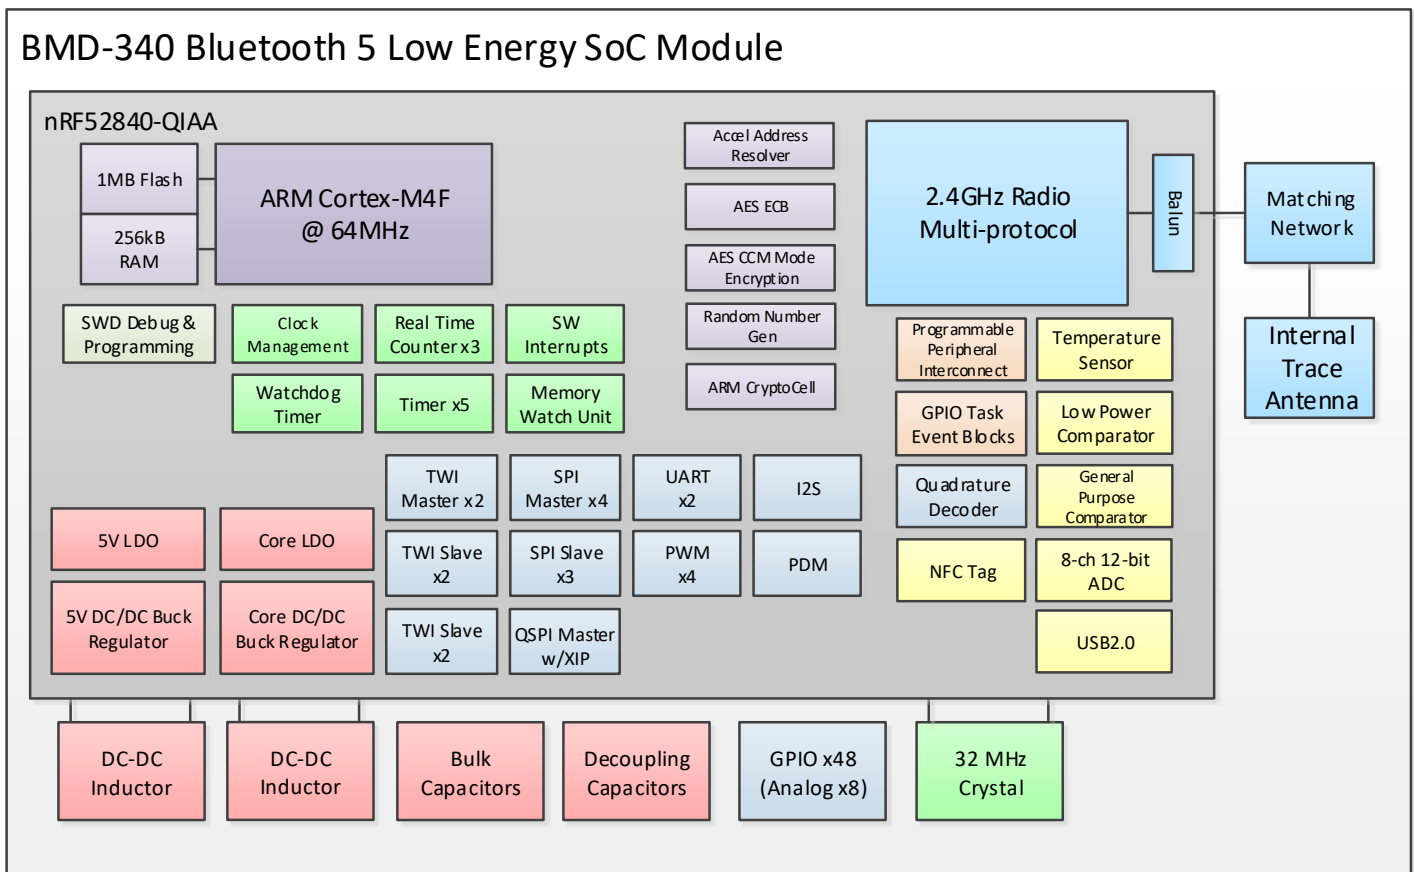 BMD-340 Bluetooth 5 Low Energy SoC Module
nRF52840-QIAA
1MB Flash
256kB
RAM
ARM Cortex-M4F
@ 64MHz
Accel Address
Resolver
AES ECB
AES CCM Mode
Encryption
Random Number
Gen
ARM CryptoCell
2.4GHz Radio
Multi-protocol
Balun
Matching
Network
Internal
Trace
Antenna
SWD Debug &
Programming
Clock
Management
Real Time
Counter x3
SW
Interrupts
Watchdog
Timer
Timer x5
Memory
Watch Unit
Programmable
Peripheral
Interconnect
Temperature
Sensor
GPIO Task
Event Blocks
Low Power
Comparator
Quadrature
Decoder
General
Purpose
Comparator
NFC Tag
8-ch 12-bit
ADC
USB2.0
TWI
Master x2
SPI
Master x4
UART
x2
I2S
TWI Slave
x2
SPI Slave
x3
PWM
x4
PDM
TWI Slave
x2
QSPI Master
w/XIP
5V LDO
Core LDO
5V DC/DC Buck
Regulator
Core DC/DC
Buck Regulator
DC-DC
Inductor
DC-DC
Inductor
Bulk
Capacitors
Decoupling
Capacitors
GPIO x48
(Analog x8)
32 MHz
Crystal